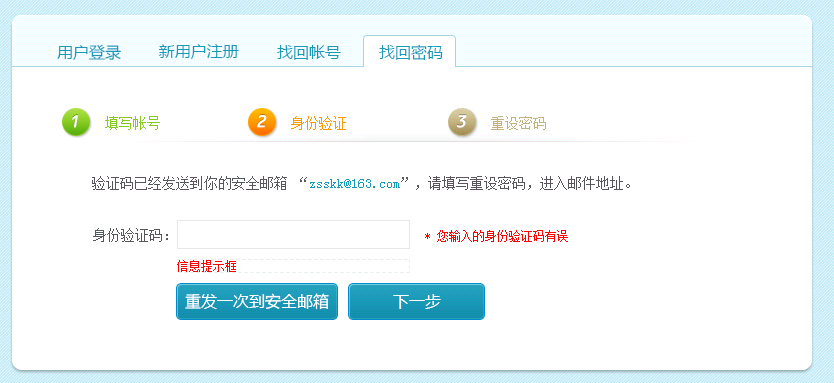 用户登录 新用户注册 找回帐号 找回密码
1 填写帐号 2 身份验证 3 重设密码
验证码已经发送到你的安全邮箱 “zsskk@163.com”，请填写重设密码，进入邮件地址。
身份验证码： * 您输入的身份验证码有误
信息提示框
重发一次到安全邮箱 下一步